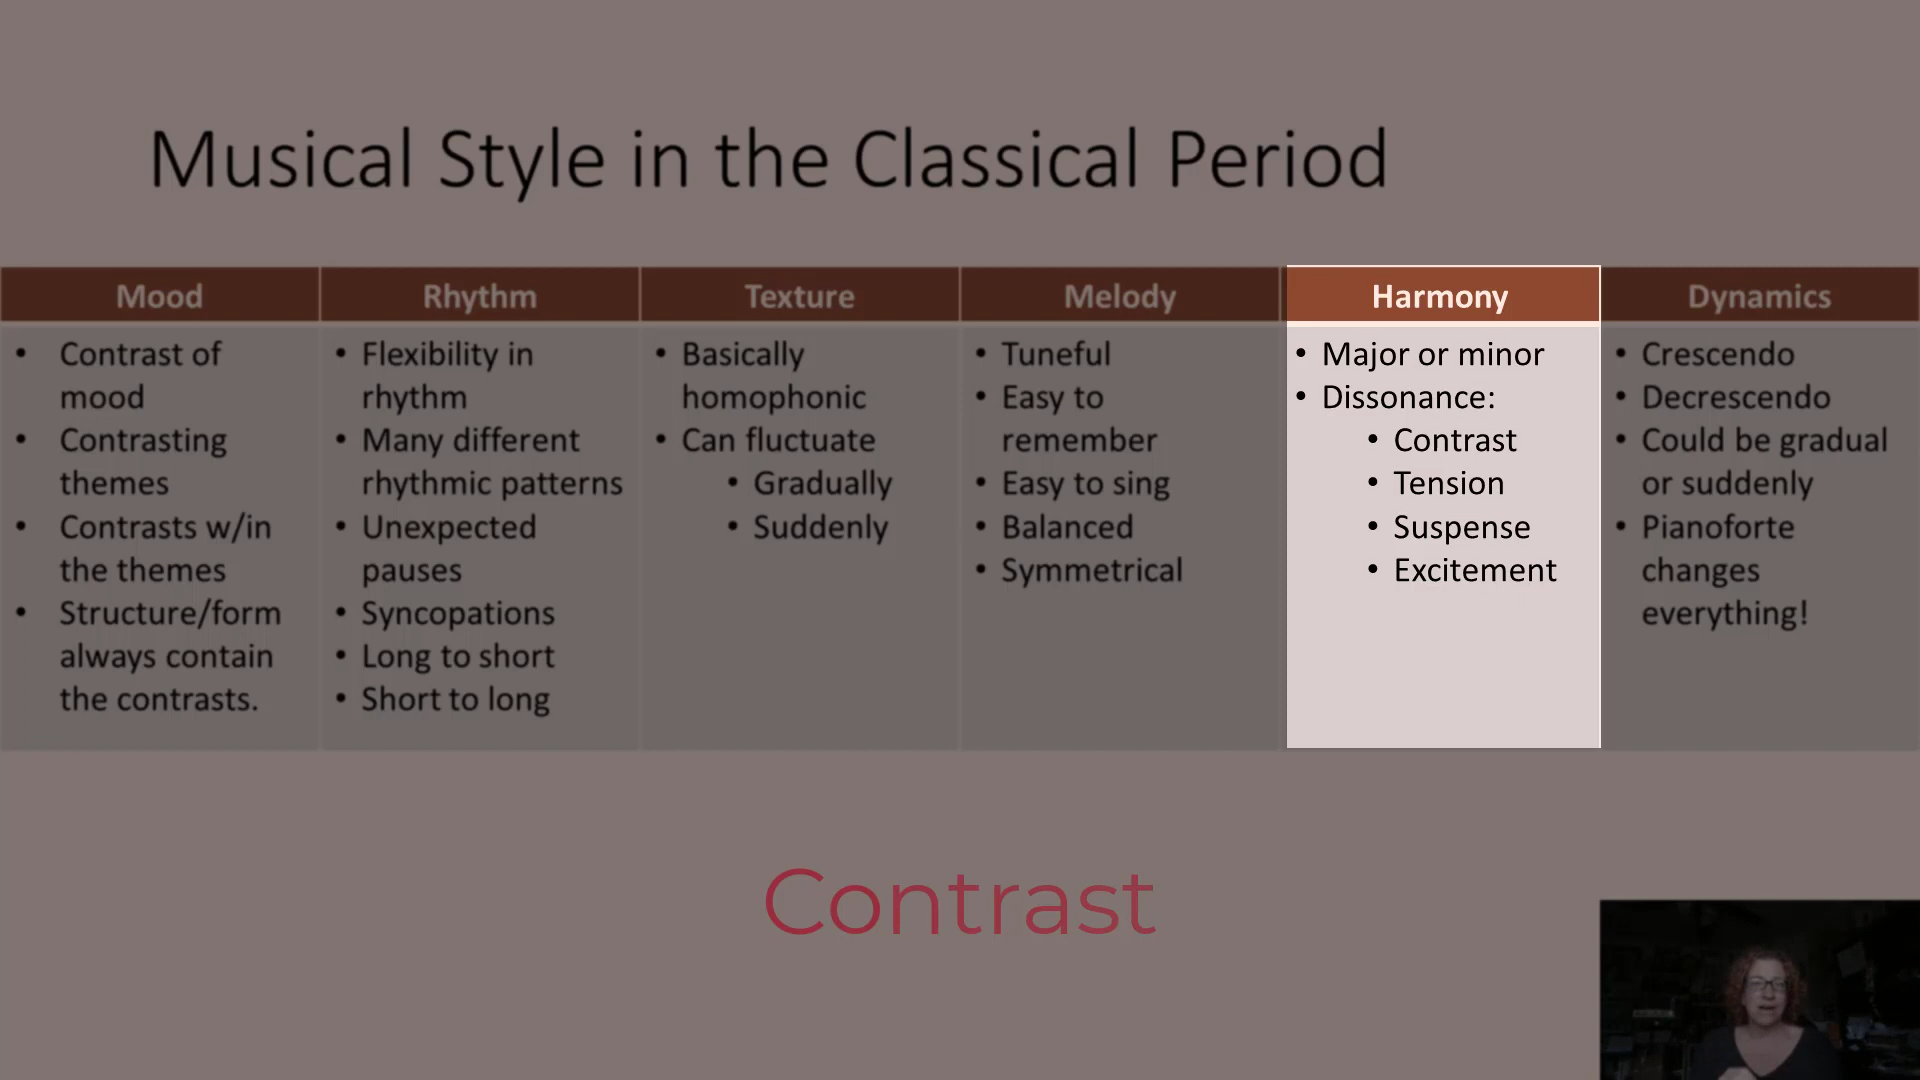 Musical Style in the Classical Period
Mood
Contrast of
mood
Contrasting
themes
Contrasts w/in
the themes
Structure/form
always contain
the contrasts.
Rhythm
Flexibility in
rhythm
Many different
rhythmic patterns
Unexpected
pauses
Syncopations
Long to short
Short to long
Texture
Basically
homophonic
Can fluctuate
Gradually
Suddenly
Melody
Tuneful
Easy to
remember
Easy to sing
Balanced
Symmetrical
Harmony
Major or minor
Dissonance:
Contrast
Tension
Suspense
Excitement
Dynamics
Crescendo
Decrescendo
Could be gradual
or suddenly
Pianoforte
changes
everything!
Contrast